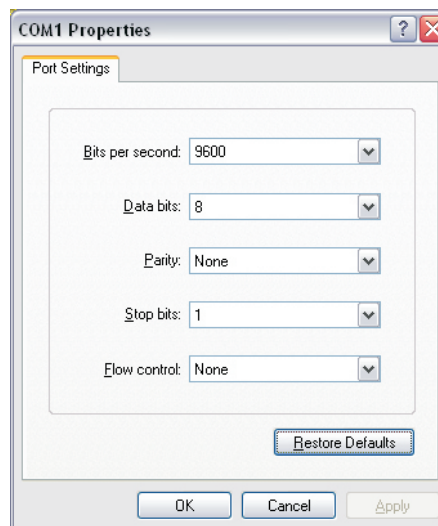 COM1 Properties
Port Settings
Bits per second: 9600
Data bits: 8
Parity: None
Stop bits: 1
Flow control: None
Restore Defaults
OK Cancel Apply